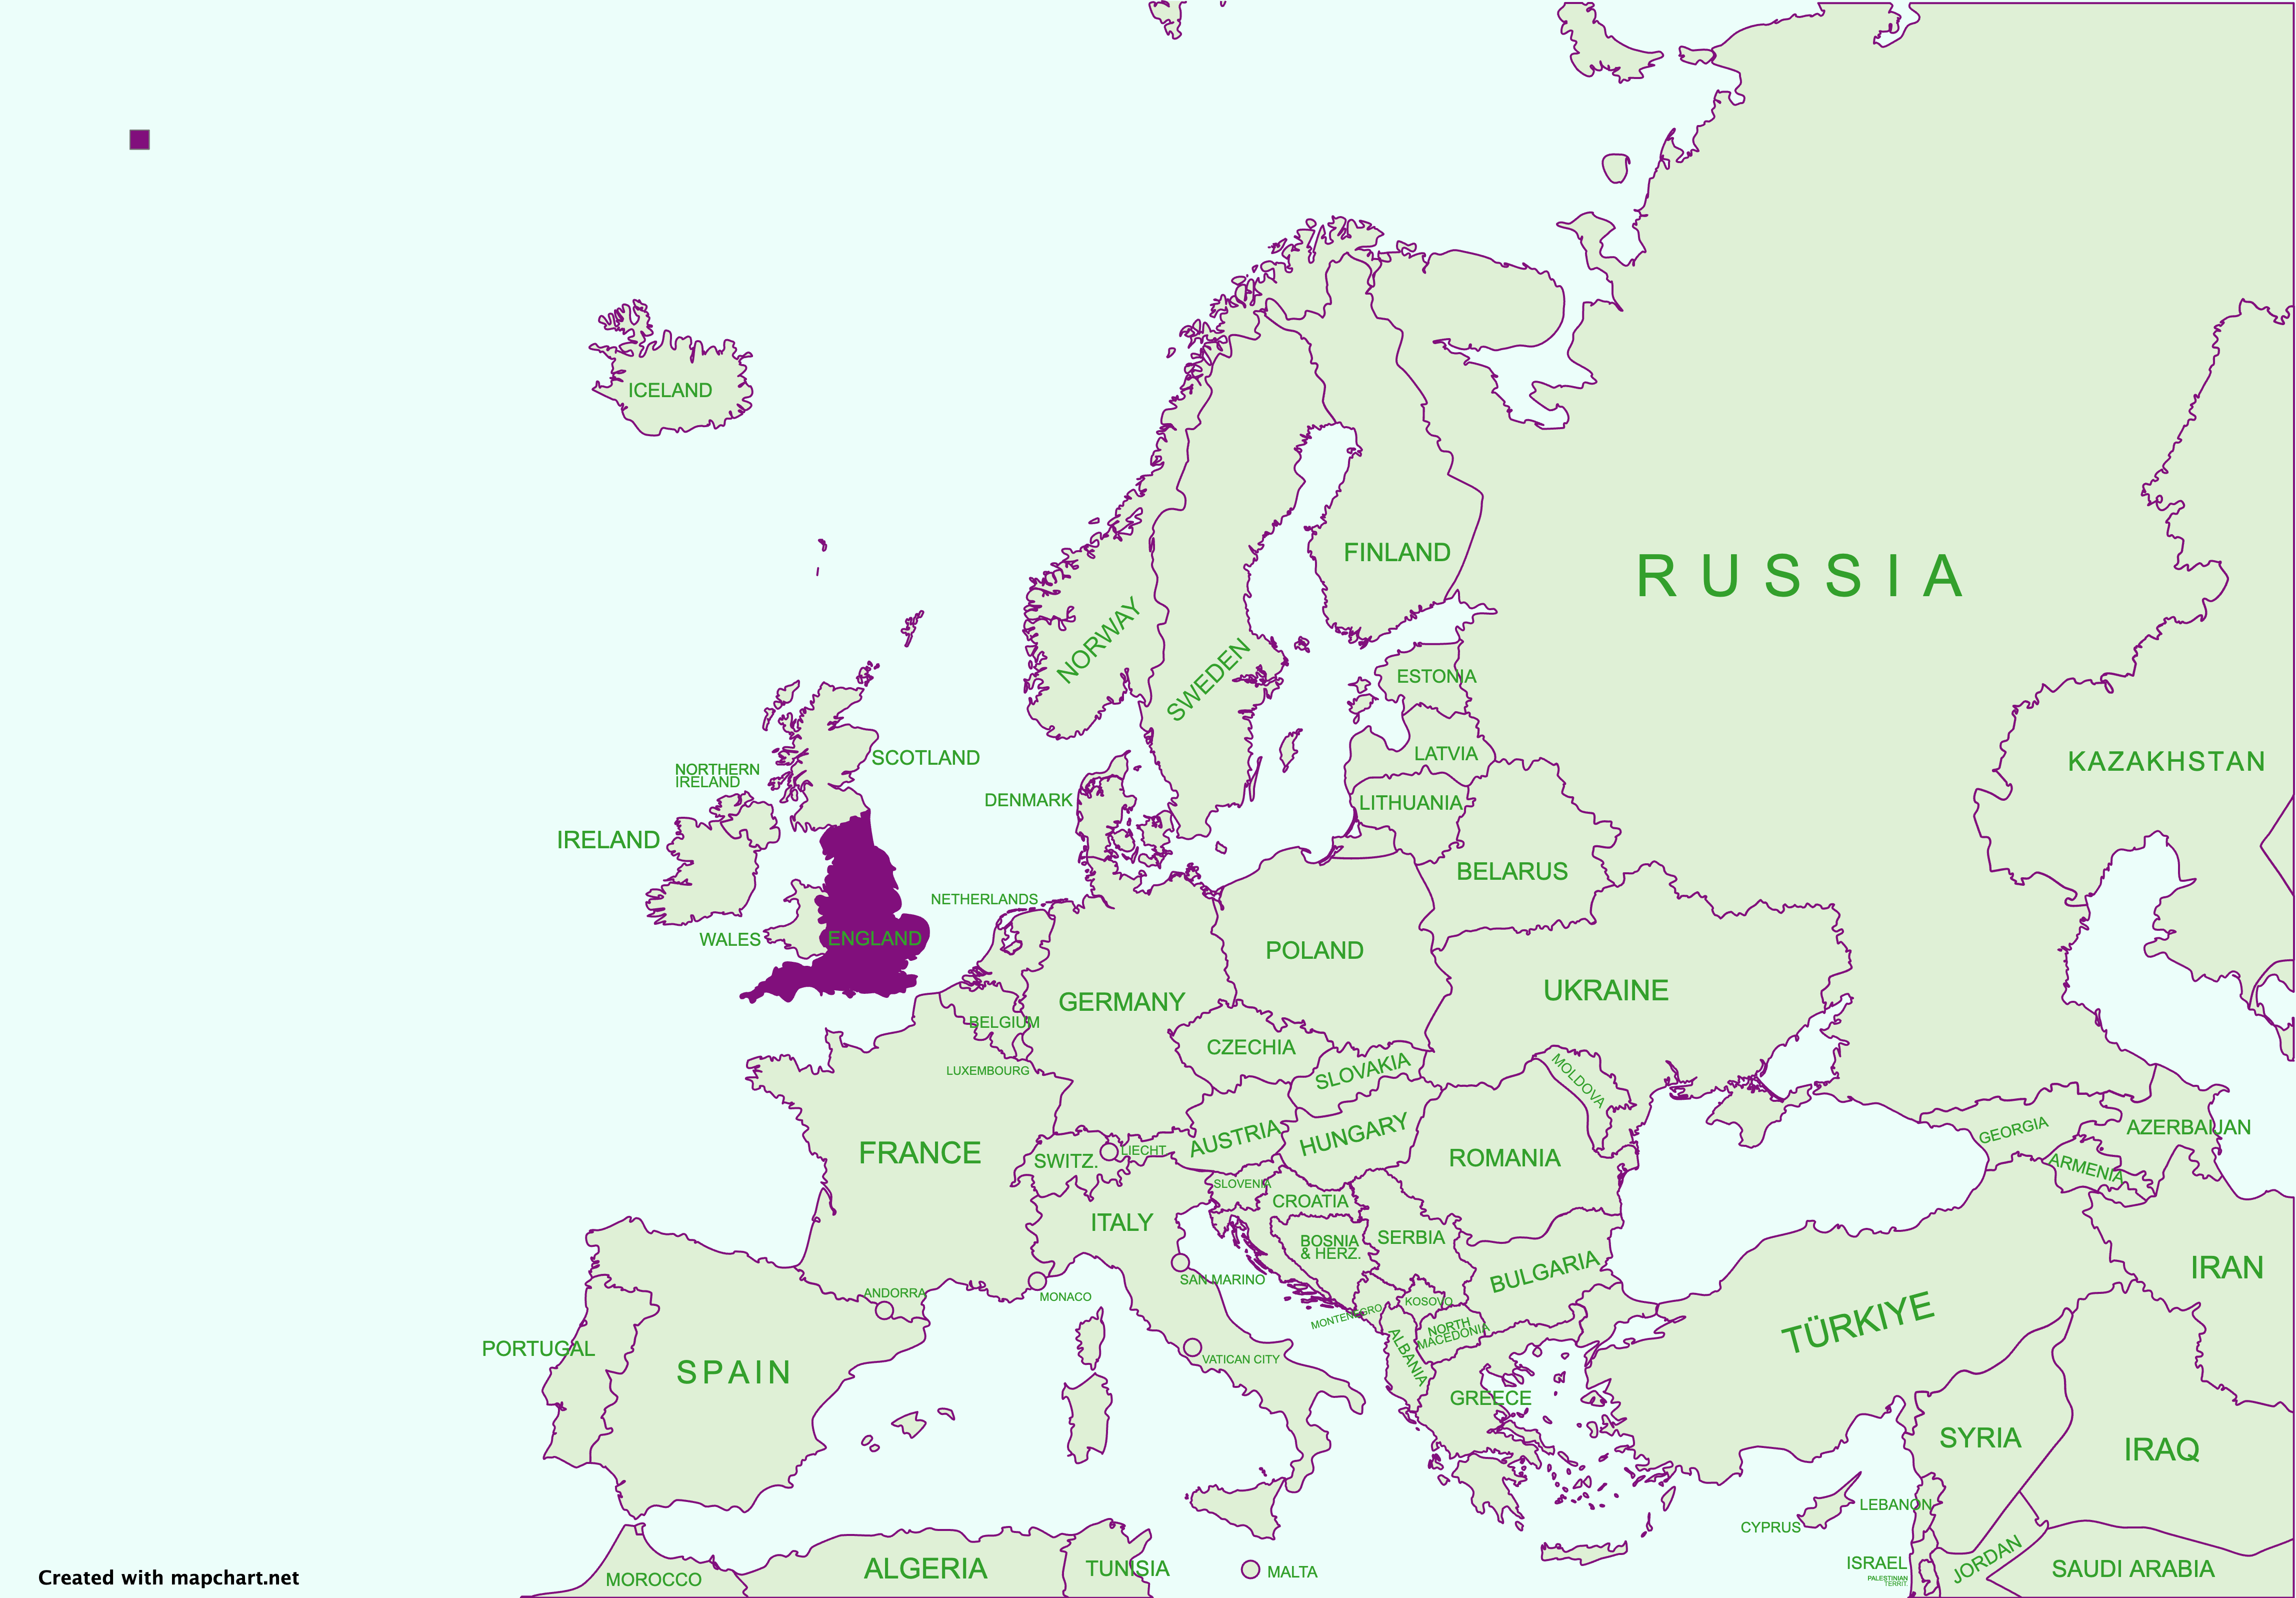 ICELAND
FINLAND
RUSSIA
NORWAY
SWEDEN
ESTONIA
SCOTLAND
LATVIA
KAZAKHSTAN
NORTHERN
IRELAND
DENMARK
LITHUANIA
IRELAND
BELARUS
NETHERLANDS
WALES
ENGLAND
POLAND
UKRAINE
GERMANY
BELGIUM
CZECHIA
LUXEMBOURG
SLOVAKIA
MOLDOVA
FRANCE
SWITZ.
LIECHT.
AUSTRIA
HUNGARY
ROMANIA
GEORGIA
AZERBAIJAN
ARMENIA
SLOVENIA
CROATIA
ITALY
BOSNIA
& HERZ.
SERBIA
BULGARIA
IRAN
SAN MARINO
ANDORRA
MONACO
MONTENEGRO
KOSOVO
NORTH
MACEDONIA
TÜRKIYE
PORTUGAL
SPAIN
VATICAN CITY
ALBANIA
GREECE
SYRIA
IRAQ
LEBANON
CYPRUS
ISRAEL
PALESTINIAN
TERRIT.
JORDAN
SAUDI ARABIA
MOROCCO
ALGERIA
TUNISIA
MALTA
Created with mapchart.net